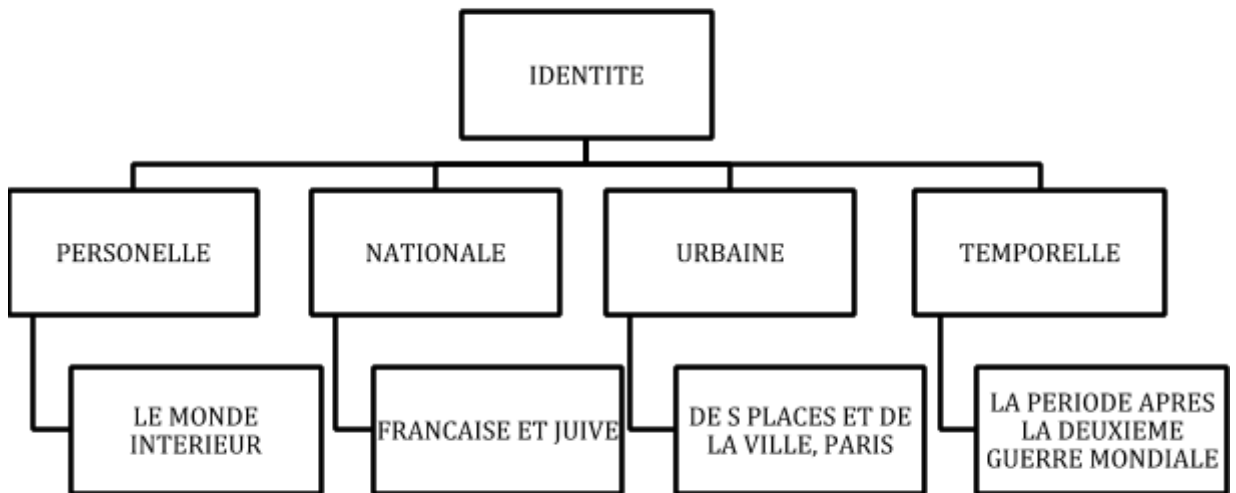 IDENTITE
PERSONELLE
NATIONALE
URBAINE
TEMPORELLE
LE MONDE
INTERIEUR
FRANCAISE ET JUIVE
DE S PLACES ET DE
LA VILLE, PARIS
LA PERIODE APRES
LA DEUXIEME
GUERRE MONDIALE